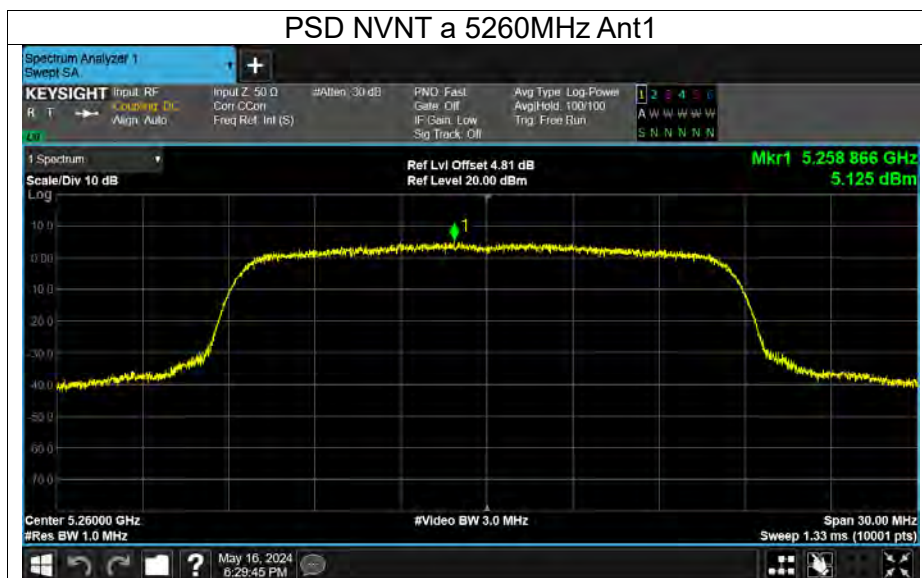 PSD NVNT a 5260MHz Ant1
Spectrum Analyzer 1
Swept SA
+
KEYSIGHT Input: RF Input Z: 50 Ω #Atten: 30 dB PNO: Fast Avg Type: Log-Power 1 2 3 4 5 6
R T Coupling: DC Corr CCorr Gate: Off Avg|Hold: 100/100 A W W W W W
Align: Auto Freq Ref: Int (S) IF Gain: Low Trig: Free Run
Sig Track: Off S N N N N N
1 Spectrum Ref Lvl Offset 4.81 dB Mkr1 5.258 866 GHz
Scale/Div 10 dB Ref Level 20.00 dBm 5.125 dBm
Log
10.0
1
0.00
-10.0
-20.0
-30.0
-40.0
-50.0
-60.0
-70.0
Center 5.26000 GHz #Video BW 3.0 MHz Span 30.00 MHz
#Res BW 1.0 MHz Sweep 1.33 ms (10001 pts)
? May 16, 2024
6:29:45 PM